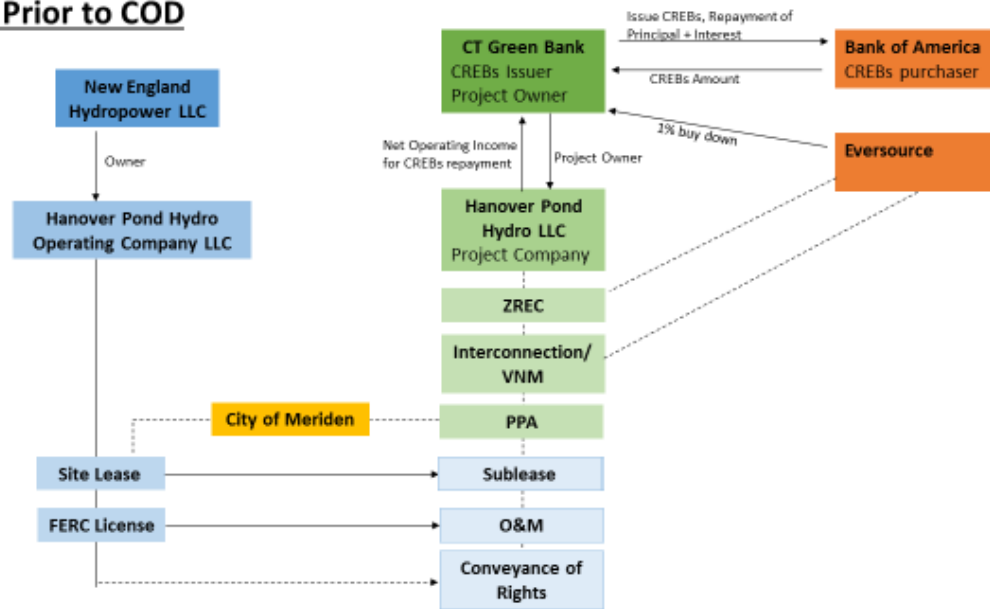 Prior to COD
New England
Hydropower LLC
Owner
Hanover Pond Hydro
Operating Company LLC
CT Green Bank
CREBs Issuer
Project Owner
Issue CREBs, Repayment of
Principal + Interest
CREBs Amount
Bank of America
CREBs purchaser
1% buy down
Eversource
Net Operating Income
for CREBs repayment
Project Owner
Hanover Pond
Hydro LLC
Project Company
ZREC
Interconnection/
VNM
City of Meriden
PPA
Site Lease
Sublease
FERC License
O&M
Conveyance of
Rights